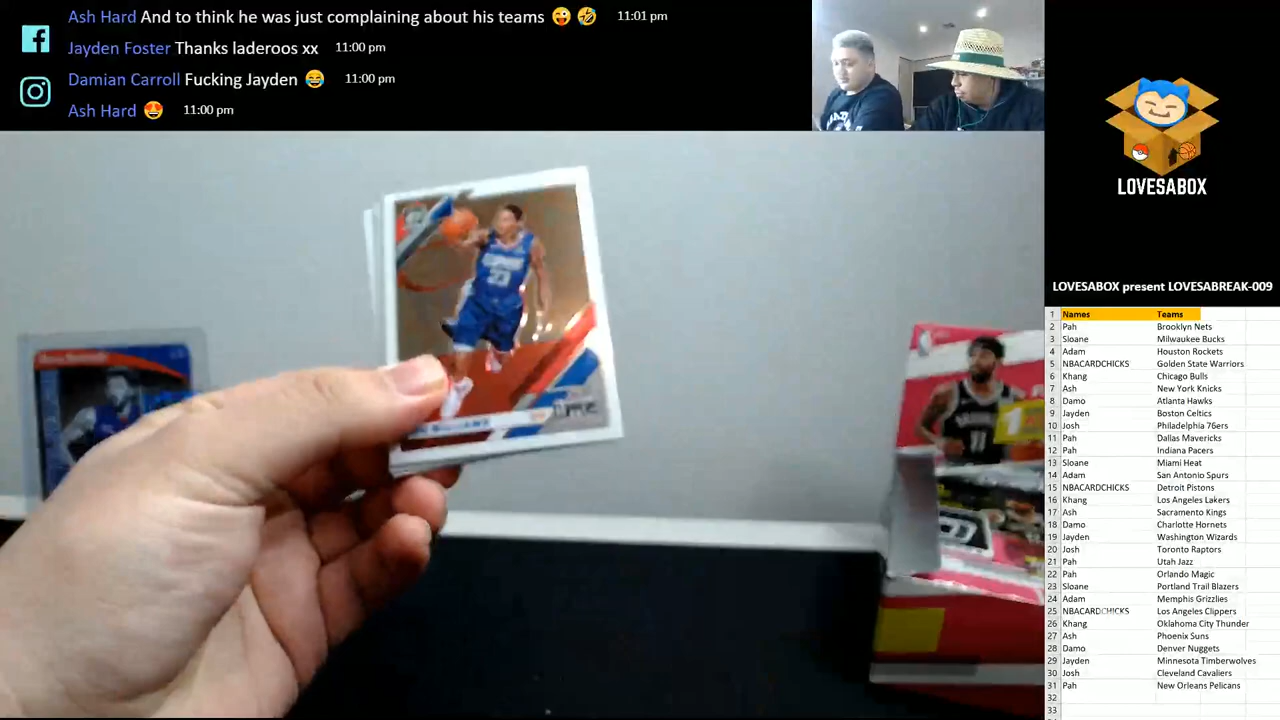 Ash Hard And to think he was just complaining about his teams 😜 🤣 11:01 pm
Jayden Foster Thanks laderoos xx 11:00 pm
Damian Carroll Fucking Jayden 😂 11:00 pm
Ash Hard 🤩 11:00 pm
LOVESABOX
LOVESABOX present LOVESABREAK-009
1 Names Teams
2 Pah Brooklyn Nets
3 Sloane Milwaukee Bucks
4 Adam Houston Rockets
5 NBACARDCHICKS Golden State Warriors
6 Khang Chicago Bulls
7 Ash New York Knicks
8 Damo Atlanta Hawks
9 Jayden Boston Celtics
10 Josh Philadelphia 76ers
11 Pah Dallas Mavericks
12 Pah Indiana Pacers
13 Sloane Miami Heat
14 Adam San Antonio Spurs
15 NBACARDCHICKS Detroit Pistons
16 Khang Los Angeles Lakers
17 Ash Sacramento Kings
18 Damo Charlotte Hornets
19 Jayden Washington Wizards
20 Josh Toronto Raptors
21 Pah Utah Jazz
22 Pah Orlando Magic
23 Sloane Portland Trail Blazers
24 Adam Memphis Grizzlies
25 NBACARDCHICKS Los Angeles Clippers
26 Khang Oklahoma City Thunder
27 Ash Phoenix Suns
28 Damo Denver Nuggets
29 Jayden Minnesota Timberwolves
30 Josh Cleveland Cavaliers
31 Pah New Orleans Pelicans
32
33